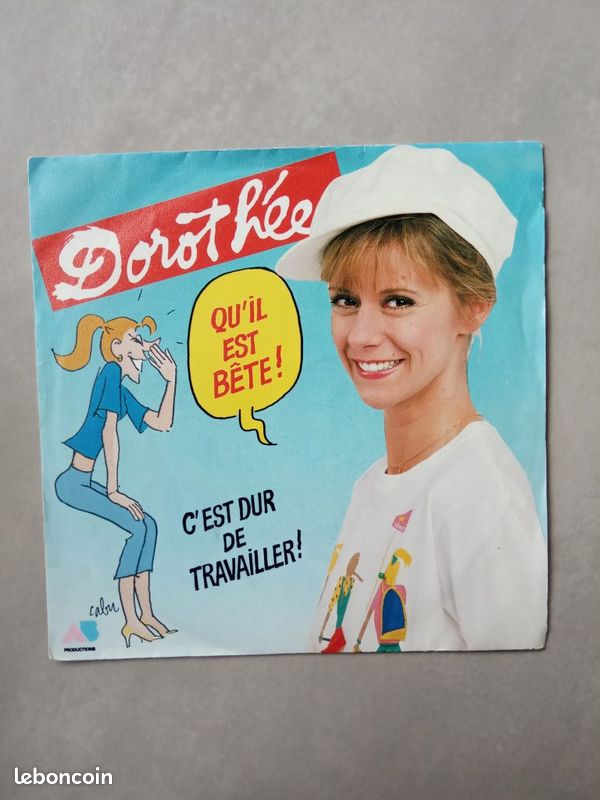 Dorothée
QU'IL
EST
BÊTE!
C'EST DUR
DE
TRAVAILLER!
cabu
AB
PRODUCTIONS
leboncoin